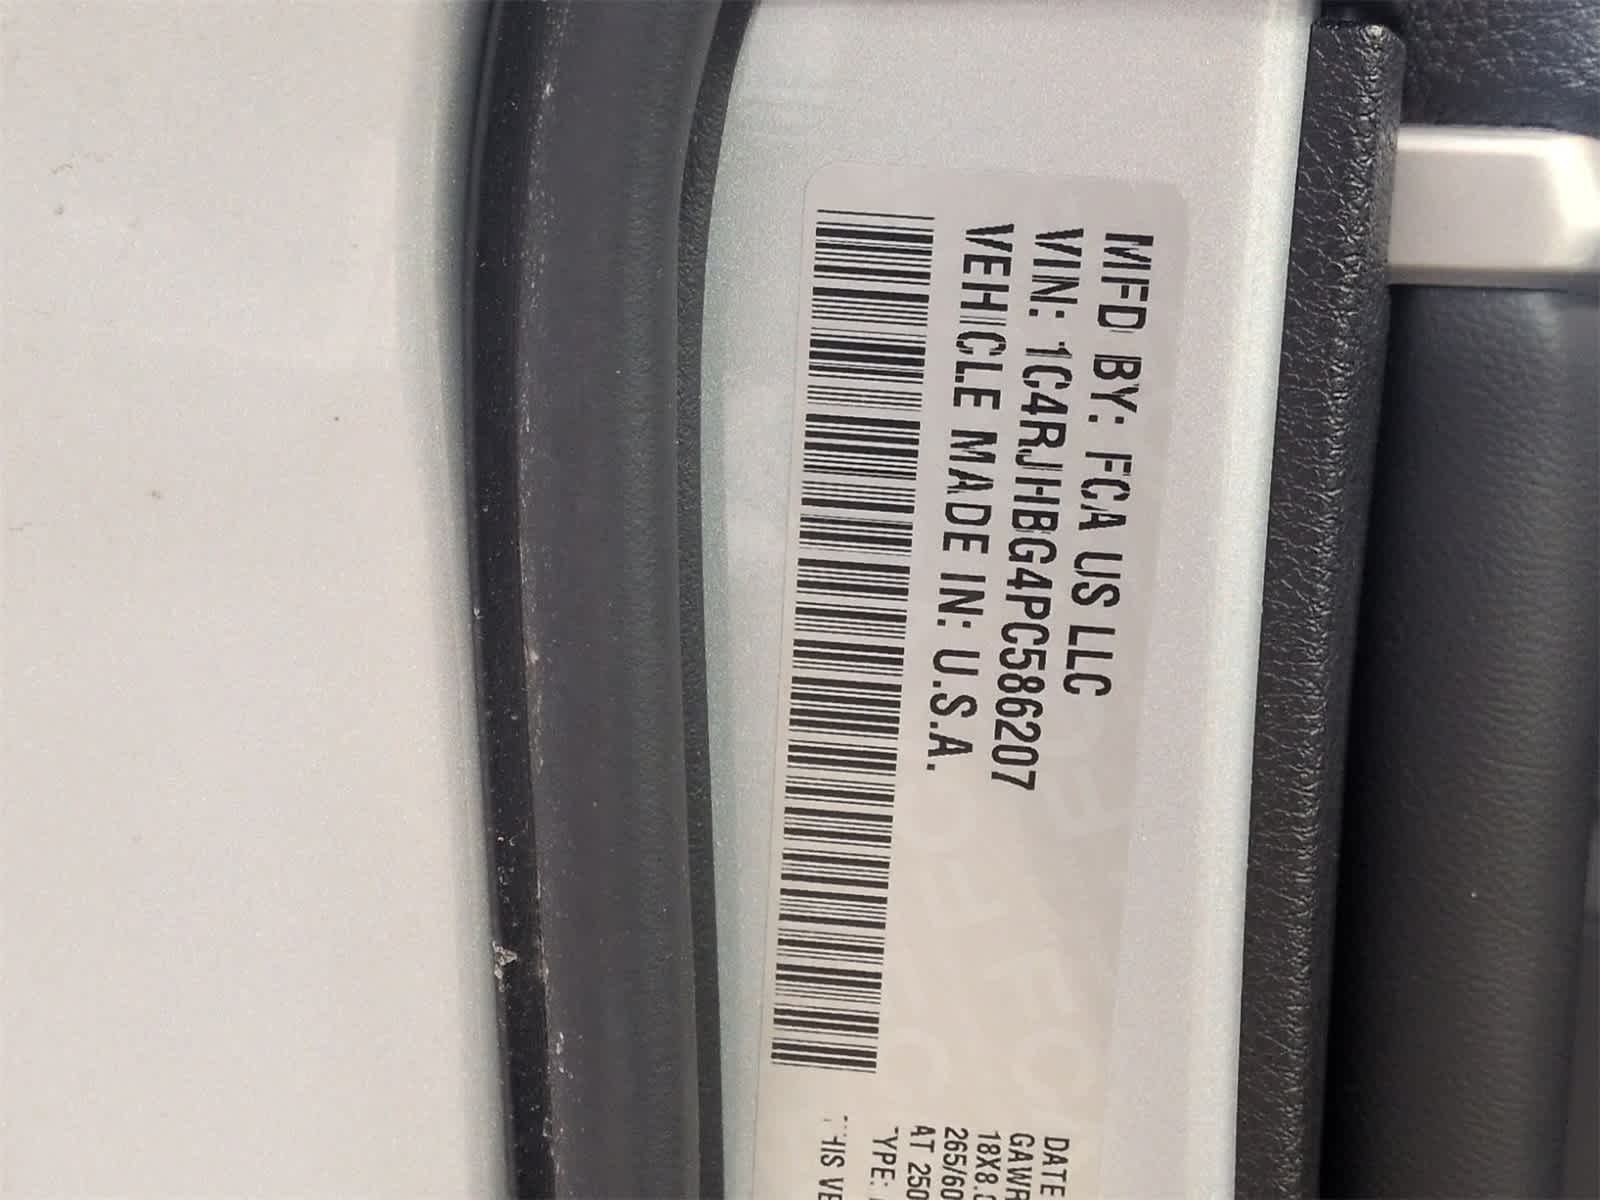 MFD BY: FCA US LLC
VIN: 1C4RJHBG4PC586207
VEHICLE MADE IN: U.S.A.
DATE
GAWR
18X8.0
265/60
AT 250
TYPE:
THIS VE